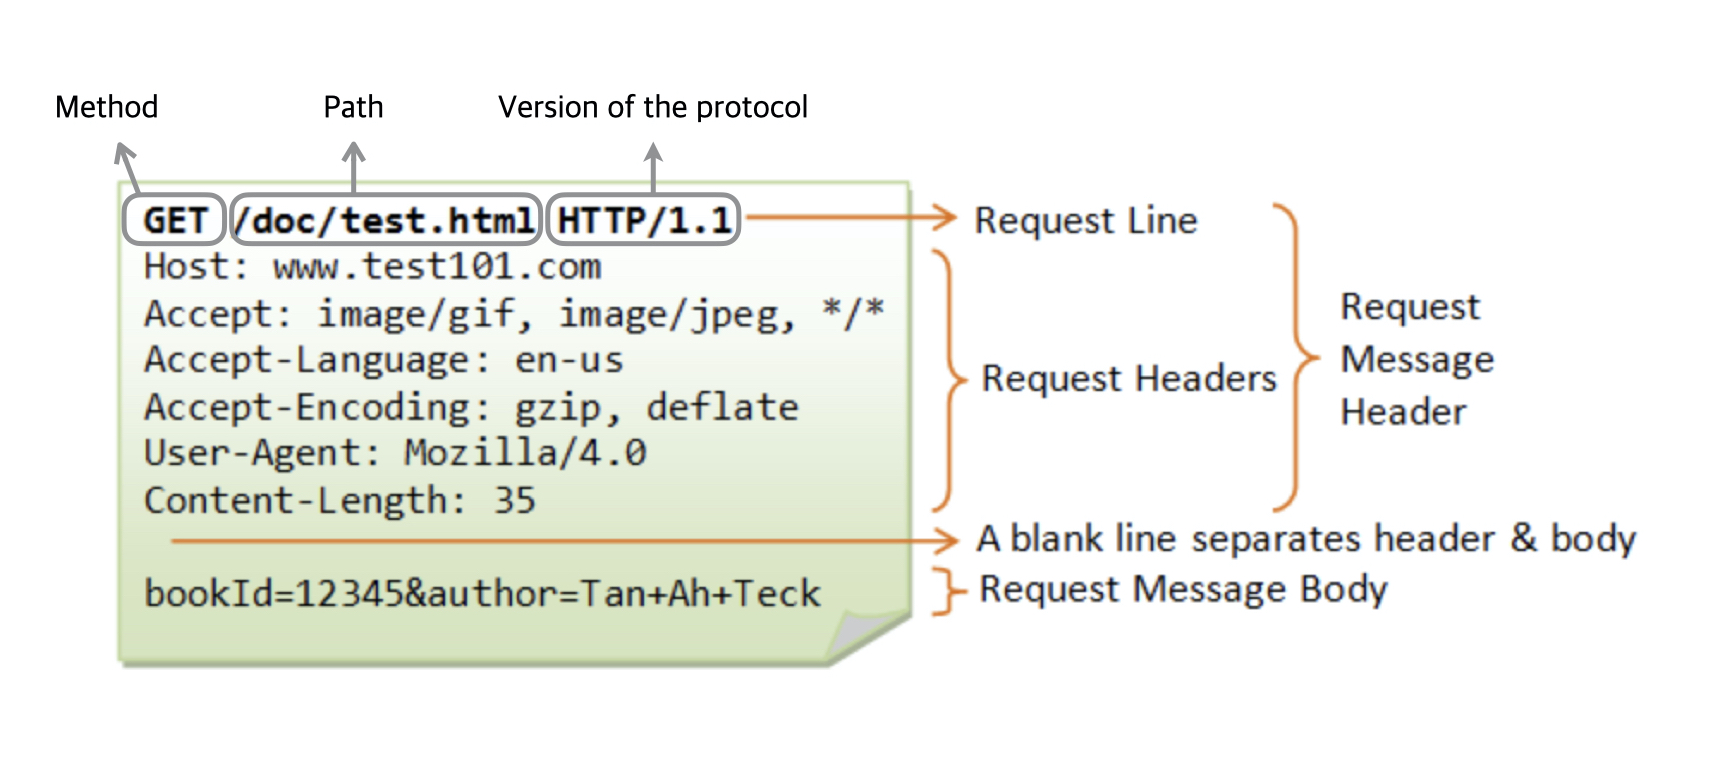 Method
Path
Version of the protocol
GET /doc/test.html HTTP/1.1
Request Line
Host: www.test101.com
Accept: image/gif, image/jpeg, */*
Accept-Language: en-us
Accept-Encoding: gzip, deflate
User-Agent: Mozilla/4.0
Content-Length: 35
Request Headers
Request
Message
Header
A blank line separates header & body
bookId=12345&author=Tan+Ah+Teck
Request Message Body